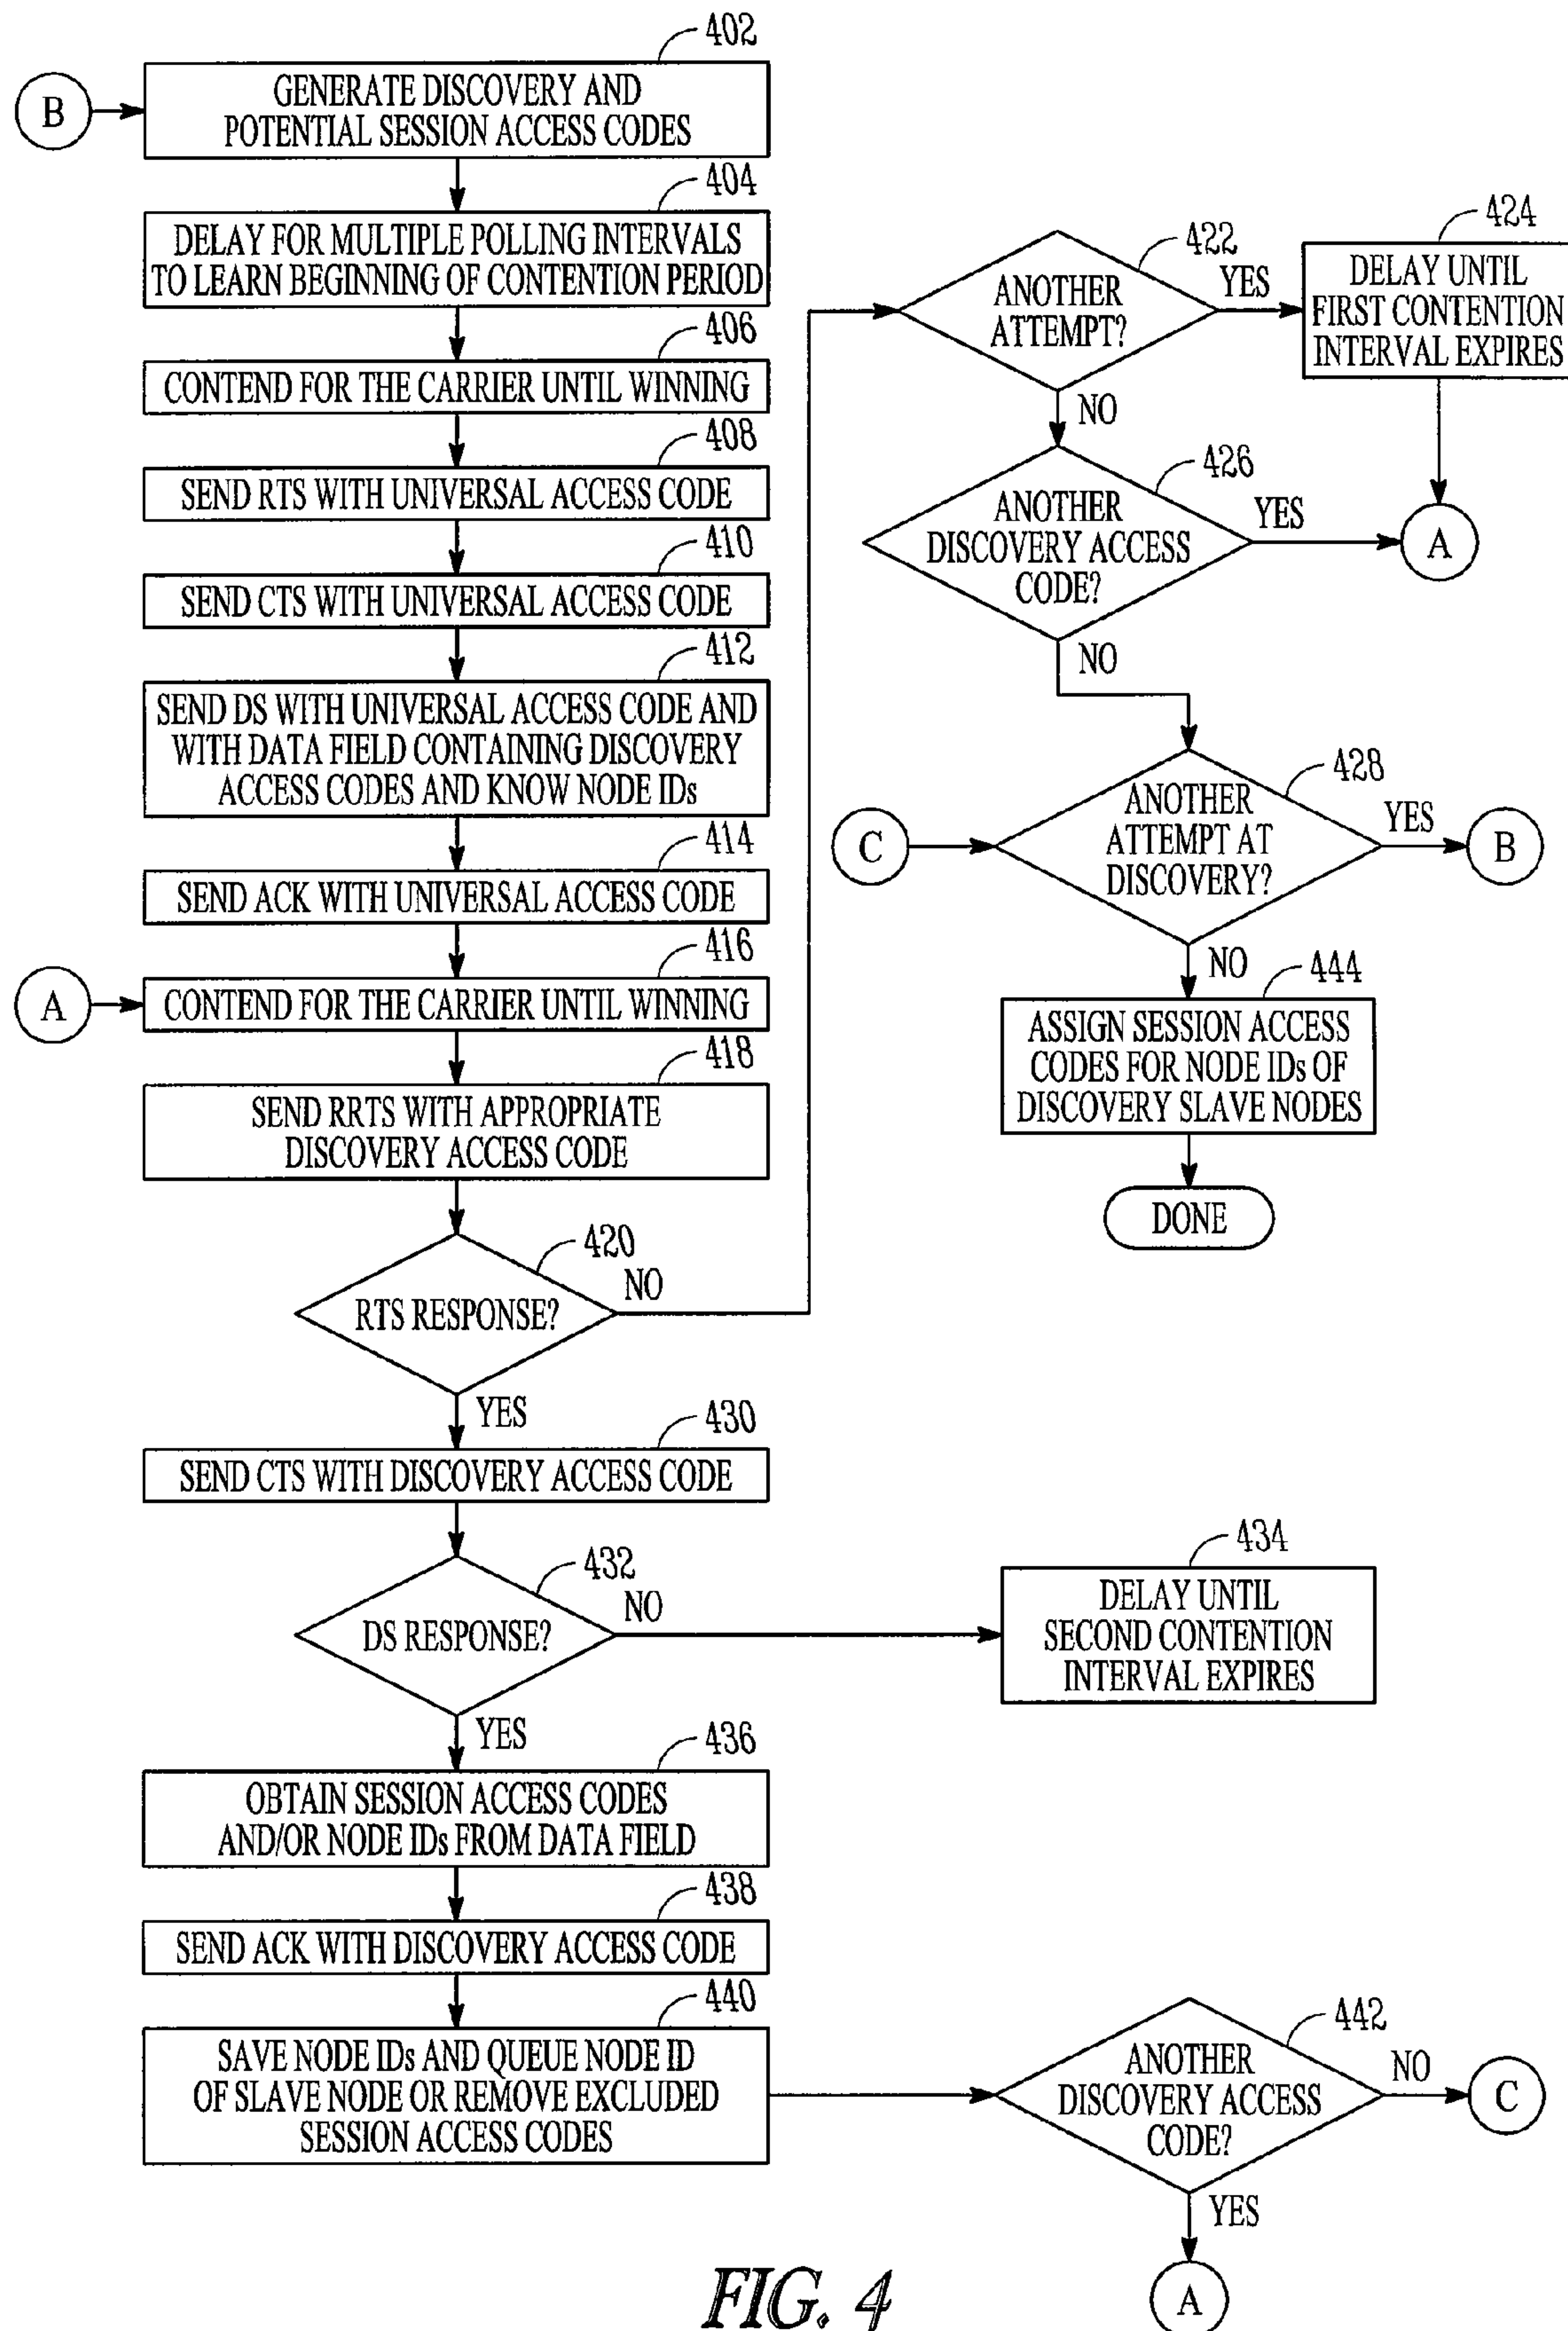 402
B
GENERATE DISCOVERY AND
POTENTIAL SESSION ACCESS CODES
404
DELAY FOR MULTIPLE POLLING INTERVALS
TO LEARN BEGINNING OF CONTENTION PERIOD
406
CONTEND FOR THE CARRIER UNTIL WINNING
408
SEND RTS WITH UNIVERSAL ACCESS CODE
410
SEND CTS WITH UNIVERSAL ACCESS CODE
412
SEND DS WITH UNIVERSAL ACCESS CODE AND
WITH DATA FIELD CONTAINING DISCOVERY
ACCESS CODES AND KNOW NODE IDs
414
SEND ACK WITH UNIVERSAL ACCESS CODE
416
A
CONTEND FOR THE CARRIER UNTIL WINNING
418
SEND RRTS WITH APPROPRIATE
DISCOVERY ACCESS CODE
420
RTS RESPONSE?
NO
YES
422
ANOTHER
ATTEMPT?
YES
NO
424
DELAY UNTIL
FIRST CONTENTION
INTERVAL EXPIRES
426
ANOTHER
DISCOVERY ACCESS
CODE?
YES
A
NO
428
C
ANOTHER
ATTEMPT AT
DISCOVERY?
YES
B
NO
444
ASSIGN SESSION ACCESS
CODES FOR NODE IDs OF
DISCOVERY SLAVE NODES
DONE
430
SEND CTS WITH DISCOVERY ACCESS CODE
432
DS RESPONSE?
NO
YES
434
DELAY UNTIL
SECOND CONTENTION
INTERVAL EXPIRES
436
OBTAIN SESSION ACCESS CODES
AND/OR NODE IDs FROM DATA FIELD
438
SEND ACK WITH DISCOVERY ACCESS CODE
440
SAVE NODE IDs AND QUEUE NODE ID
OF SLAVE NODE OR REMOVE EXCLUDED
SESSION ACCESS CODES
442
ANOTHER
DISCOVERY ACCESS
CODE?
NO
C
YES
A
FIG. 4